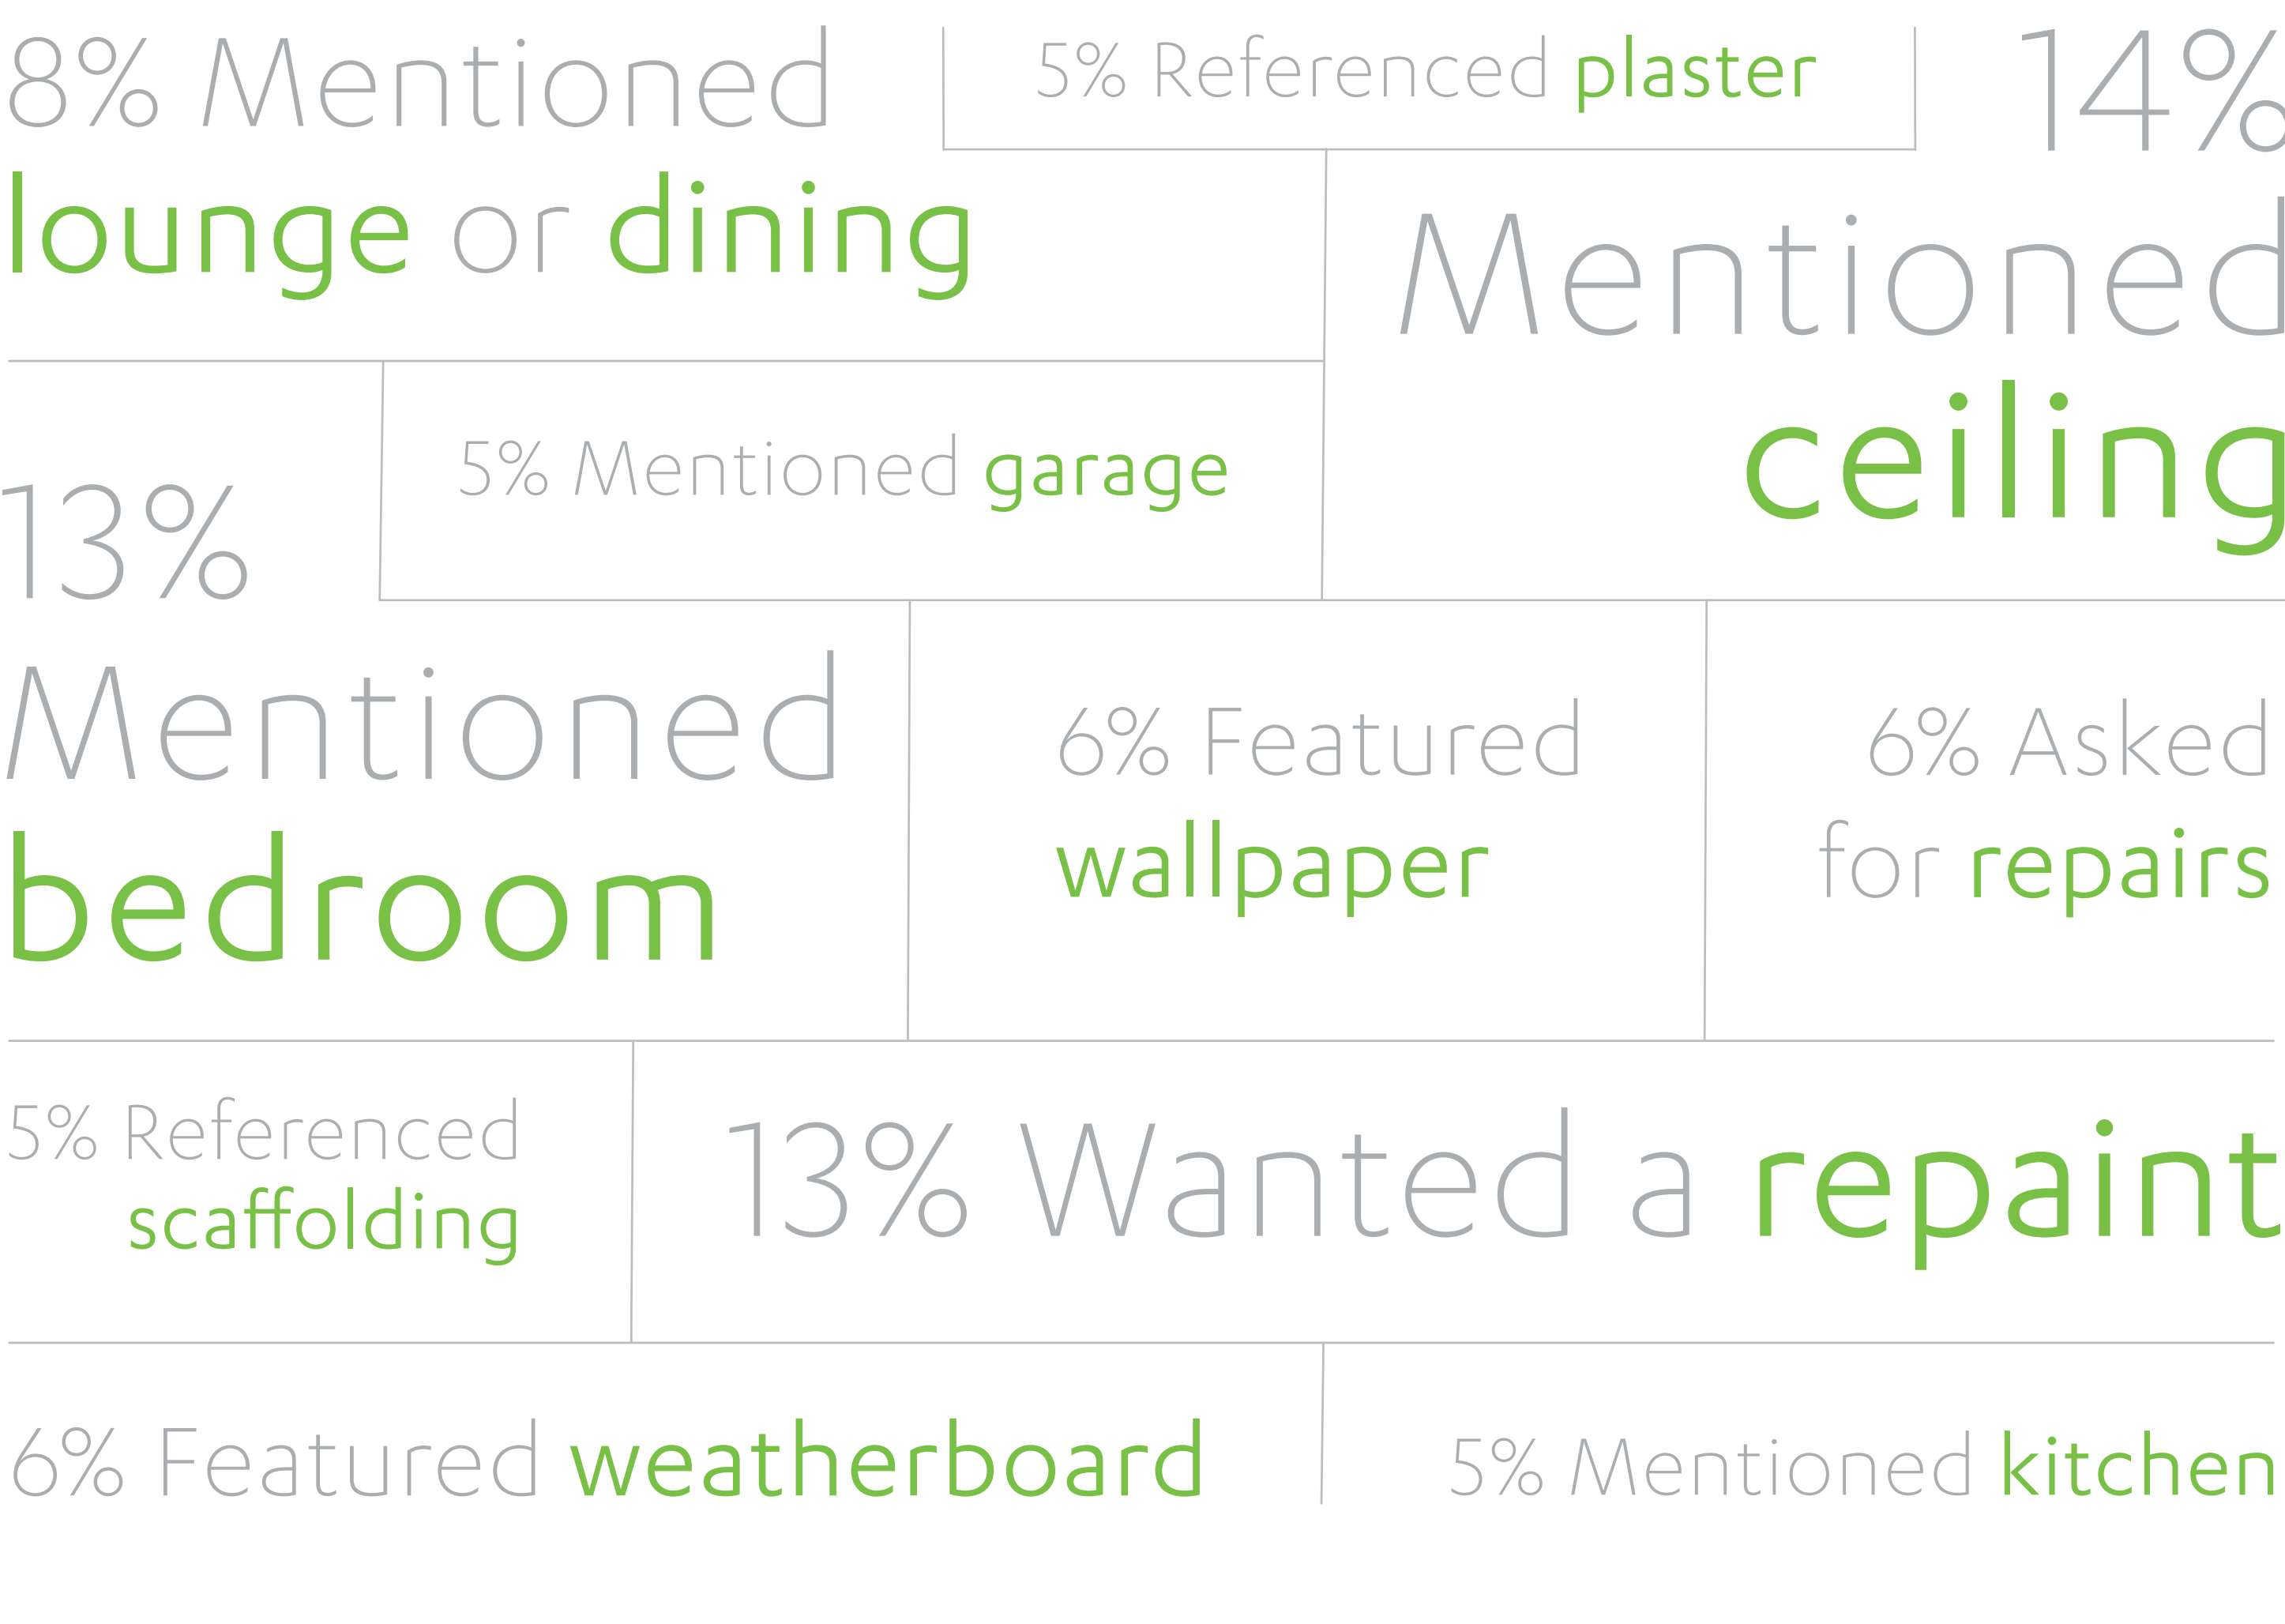 8% Mentioned
lounge or dining
5% Referenced plaster
14%
Mentioned
ceiling
5% Mentioned garage
13%
Mentioned
bedroom
6% Featured
wallpaper
6% Asked
for repairs
5% Referenced
scaffolding
13% Wanted a repaint
6% Featured weatherboard
5% Mentioned kitchen